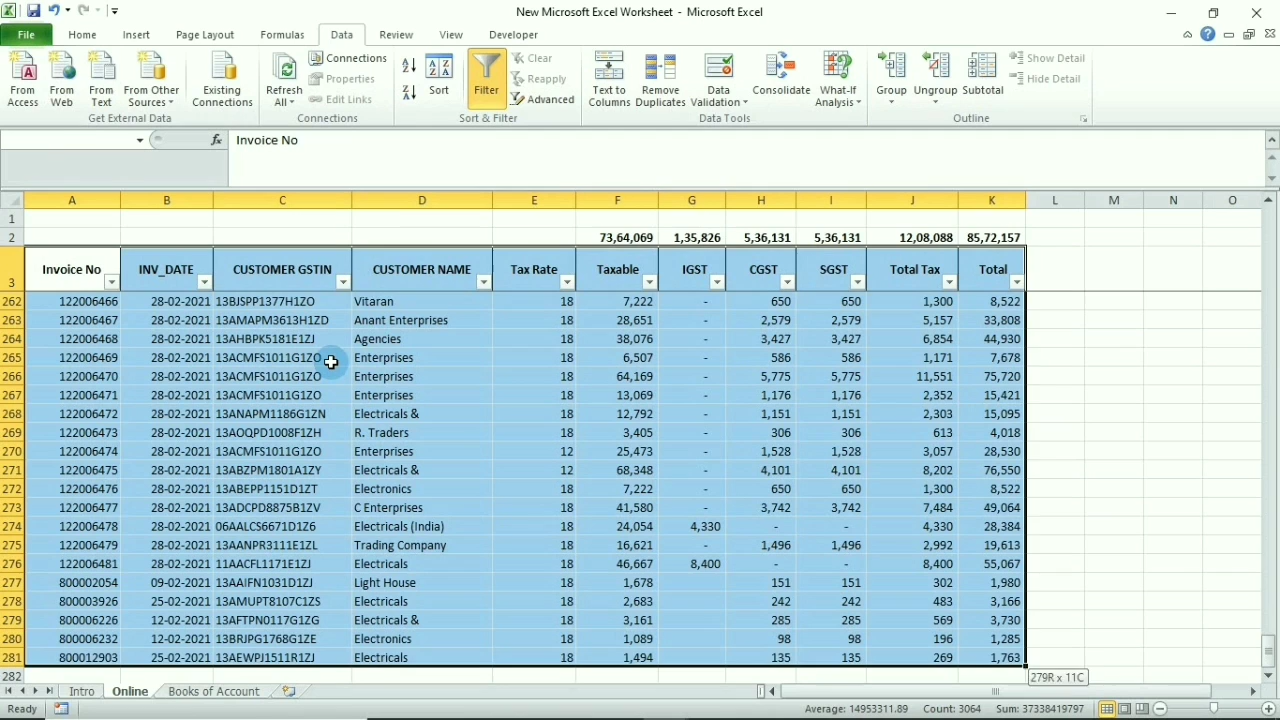 New Microsoft Excel Worksheet - Microsoft Excel
File Home Insert Page Layout Formulas Data Review View Developer
From Access From Web From Text From Other Sources Existing Connections Refresh All Connections Properties Edit Links Sort Filter Clear Reapply Advanced Text to Columns Remove Duplicates Data Validation Consolidate What-If Analysis Group Ungroup Subtotal Show Detail Hide Detail
Get External Data Connections Sort & Filter Data Tools Outline
fx Invoice No
A B C D E F G H I J K L M N O
1
2 73,64,069 1,35,826 5,36,131 5,36,131 12,08,088 85,72,157
3 Invoice No INV_DATE CUSTOMER GSTIN CUSTOMER NAME Tax Rate Taxable IGST CGST SGST Total Tax Total
262 122006466 28-02-2021 13BJSPP1377H1ZO Vitaran 18 7,222 - 650 650 1,300 8,522
263 122006467 28-02-2021 13AMAPM3613H1ZD Anant Enterprises 18 28,651 - 2,579 2,579 5,157 33,808
264 122006468 28-02-2021 13AHBPK5181E1ZJ Agencies 18 38,076 - 3,427 3,427 6,854 44,930
265 122006469 28-02-2021 13ACMFS1011G1ZO Enterprises 18 6,507 - 586 586 1,171 7,678
266 122006470 28-02-2021 13ACMFS1011G1ZO Enterprises 18 64,169 - 5,775 5,775 11,551 75,720
267 122006471 28-02-2021 13ACMFS1011G1ZO Enterprises 18 13,069 - 1,176 1,176 2,352 15,421
268 122006472 28-02-2021 13ANAPM1186G1ZN Electricals & 18 12,792 - 1,151 1,151 2,303 15,095
269 122006473 28-02-2021 13AOQPD1008F1ZH R. Traders 18 3,405 - 306 306 613 4,018
270 122006474 28-02-2021 13ACMFS1011G1ZO Enterprises 12 25,473 - 1,528 1,528 3,057 28,530
271 122006475 28-02-2021 13ABZPM1801A1ZY Electricals & 12 68,348 - 4,101 4,101 8,202 76,550
272 122006476 28-02-2021 13ABEPP1151D1ZT Electronics 18 7,222 - 650 650 1,300 8,522
273 122006477 28-02-2021 13ADCPD8875B1ZV C Enterprises 18 41,580 - 3,742 3,742 7,484 49,064
274 122006478 28-02-2021 06AALCS6671D1Z6 Electricals (India) 18 24,054 4,330 - - 4,330 28,384
275 122006479 28-02-2021 13AANPR3111E1ZL Trading Company 18 16,621 - 1,496 1,496 2,992 19,613
276 122006481 28-02-2021 11AACFL1171E1ZJ Electricals 18 46,667 8,400 - - 8,400 55,067
277 800002054 09-02-2021 13AAIFN1031D1ZJ Light House 18 1,678 151 151 302 1,980
278 800003926 25-02-2021 13AMUPT8107C1ZS Electricals 18 2,683 242 242 483 3,166
279 800006226 12-02-2021 13AFTPN0117G1ZG Electricals & 18 3,161 285 285 569 3,730
280 800006232 12-02-2021 13BRJPG1768G1ZE Electronics 18 1,089 98 98 196 1,285
281 800012903 25-02-2021 13AEWPJ1511R1ZJ Electricals 18 1,494 135 135 269 1,763
282 279R x 11C
Intro Online Books of Account
Ready Average: 14953311.89 Count: 3064 Sum: 37338419797